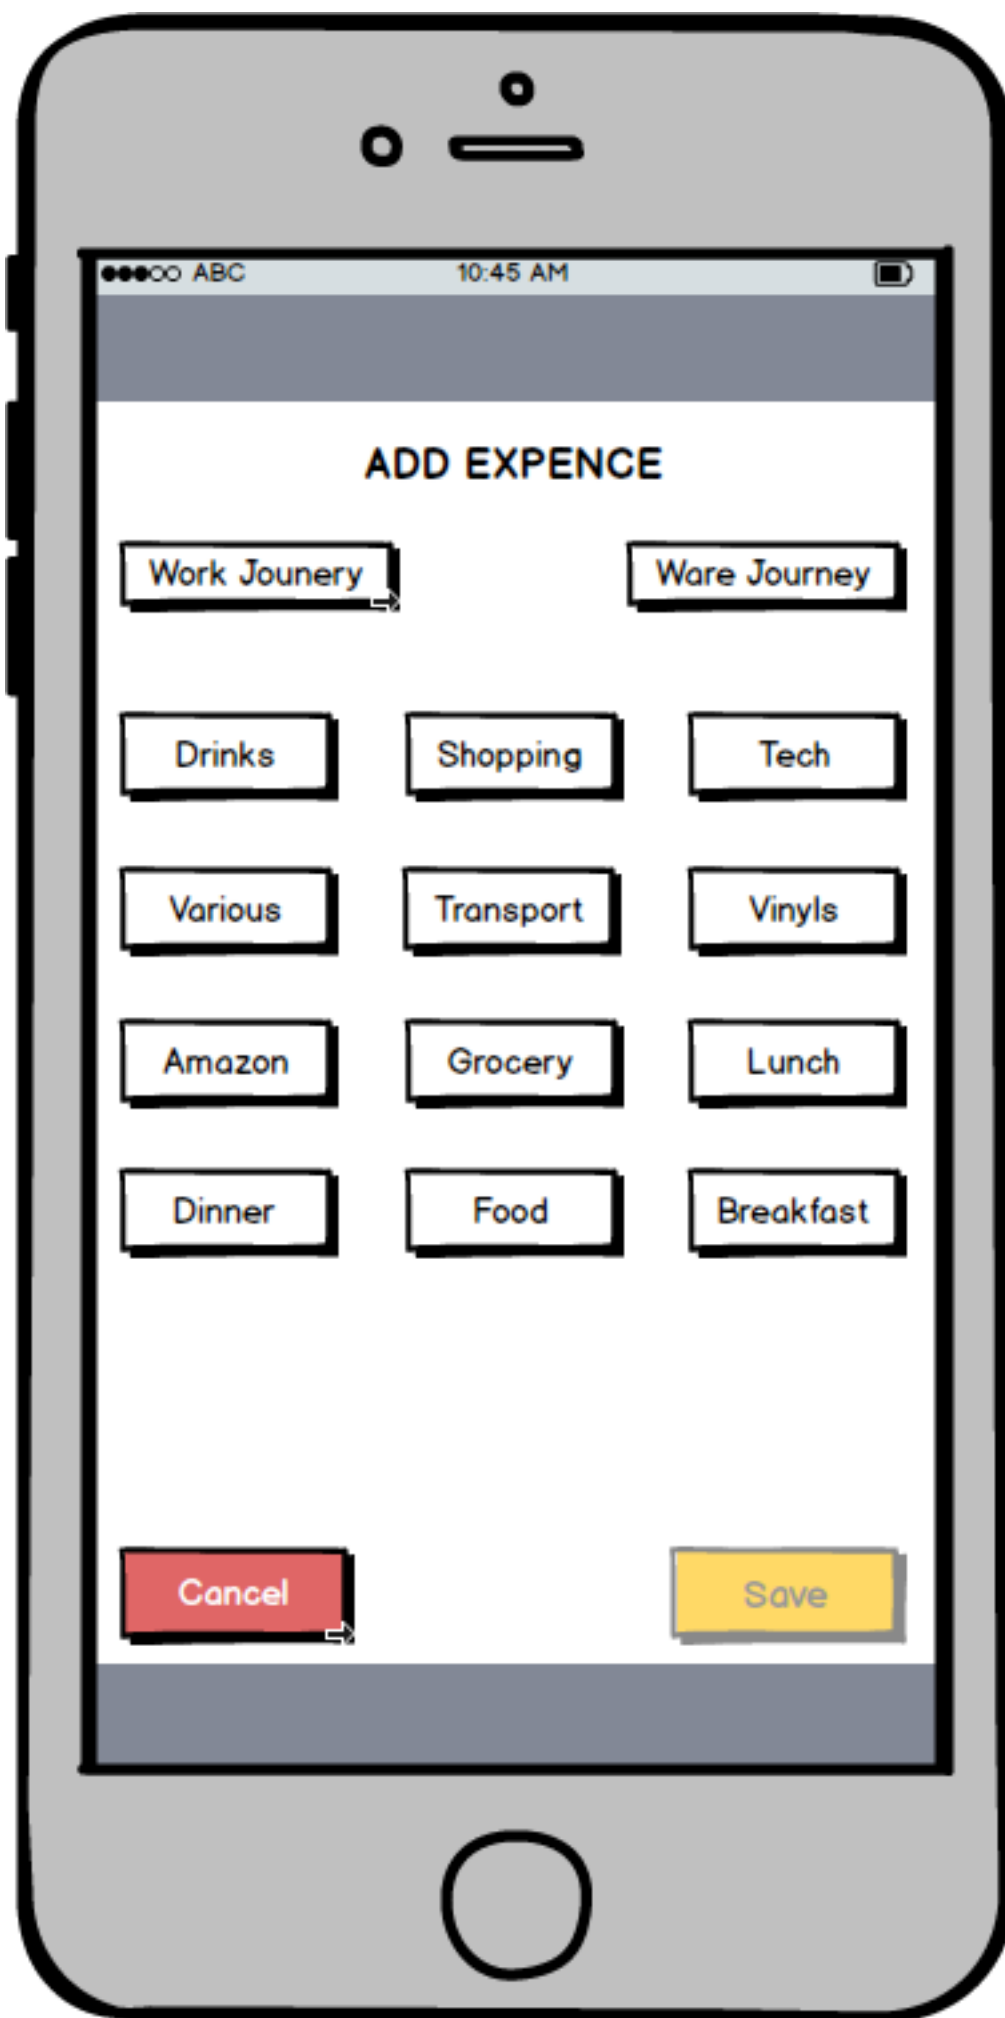 ABC 10:45 AM
ADD EXPENCE
Work Jounery Ware Journey
Drinks Shopping Tech
Various Transport Vinyls
Amazon Grocery Lunch
Dinner Food Breakfast
Cancel Save